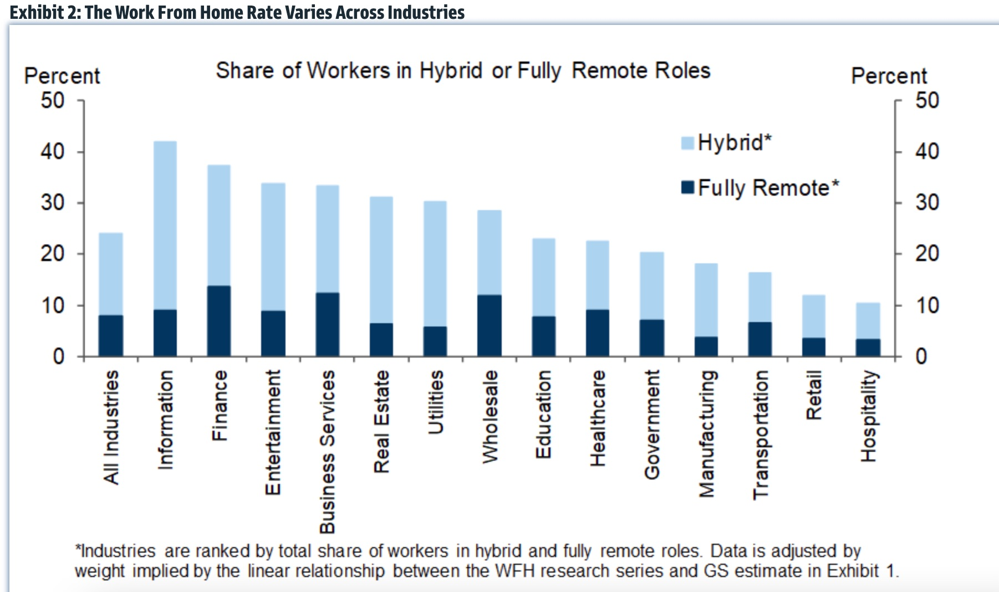 Exhibit 2: The Work From Home Rate Varies Across Industries
Share of Workers in Hybrid or Fully Remote Roles
Percent
Percent
50
40
30
20
10
0
50
40
30
20
10
0
Hybrid*
Fully Remote*
All Industries
Information
Finance
Entertainment
Business Services
Real Estate
Utilities
Wholesale
Education
Healthcare
Government
Manufacturing
Transportation
Retail
Hospitality
*Industries are ranked by total share of workers in hybrid and fully remote roles. Data is adjusted by
weight implied by the linear relationship between the WFH research series and GS estimate in Exhibit 1.